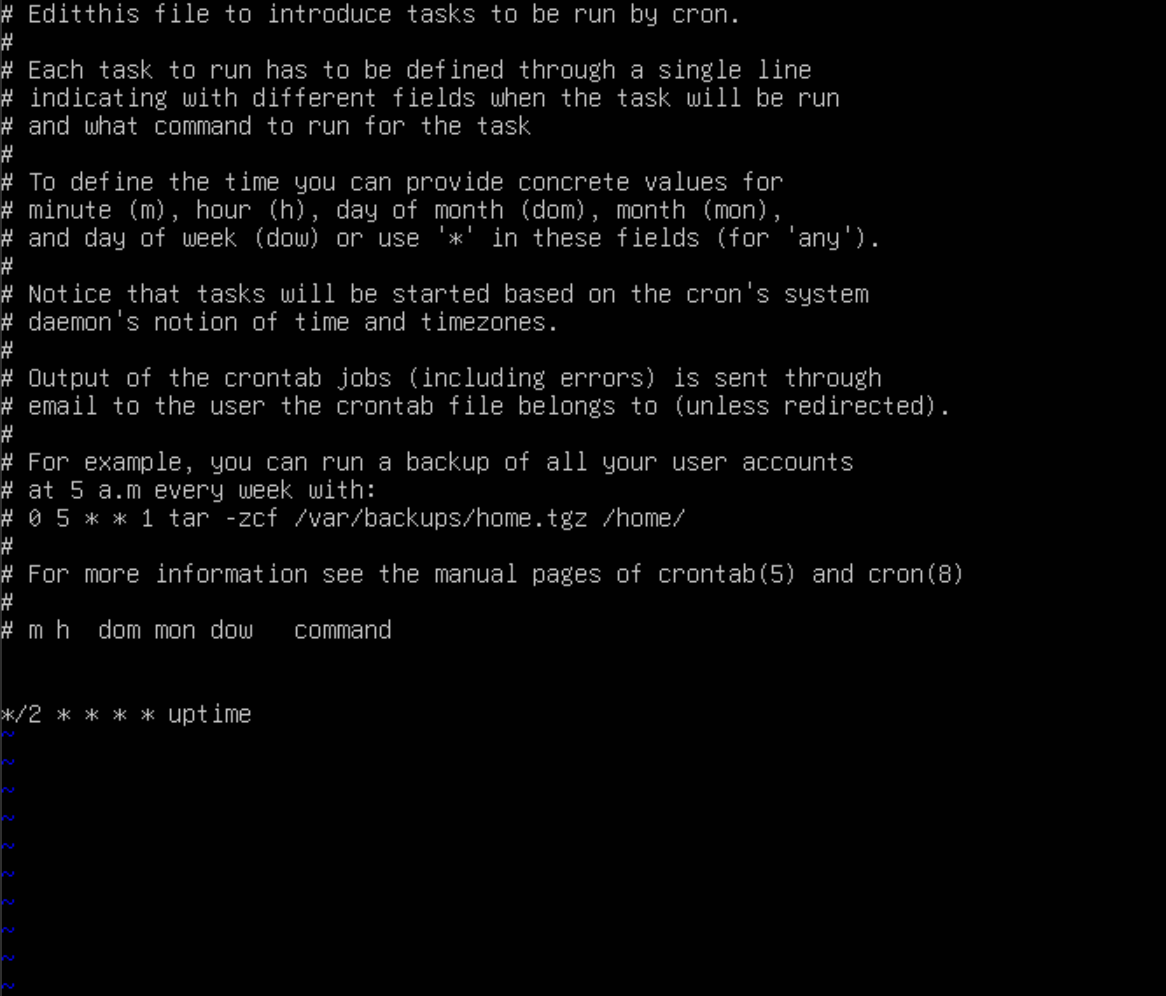 # Editthis file to introduce tasks to be run by cron.
#
# Each task to run has to be defined through a single line
# indicating with different fields when the task will be run
# and what command to run for the task
#
# To define the time you can provide concrete values for
# minute (m), hour (h), day of month (dom), month (mon),
# and day of week (dow) or use '*' in these fields (for 'any').
#
# Notice that tasks will be started based on the cron's system
# daemon's notion of time and timezones.
#
# Output of the crontab jobs (including errors) is sent through
# email to the user the crontab file belongs to (unless redirected).
#
# For example, you can run a backup of all your user accounts
# at 5 a.m every week with:
# 0 5 * * 1 tar -zcf /var/backups/home.tgz /home/
#
# For more information see the manual pages of crontab(5) and cron(8)
#
# m h  dom mon dow   command
*/2 * * * * uptime
~
~
~
~
~
~
~
~
~
~